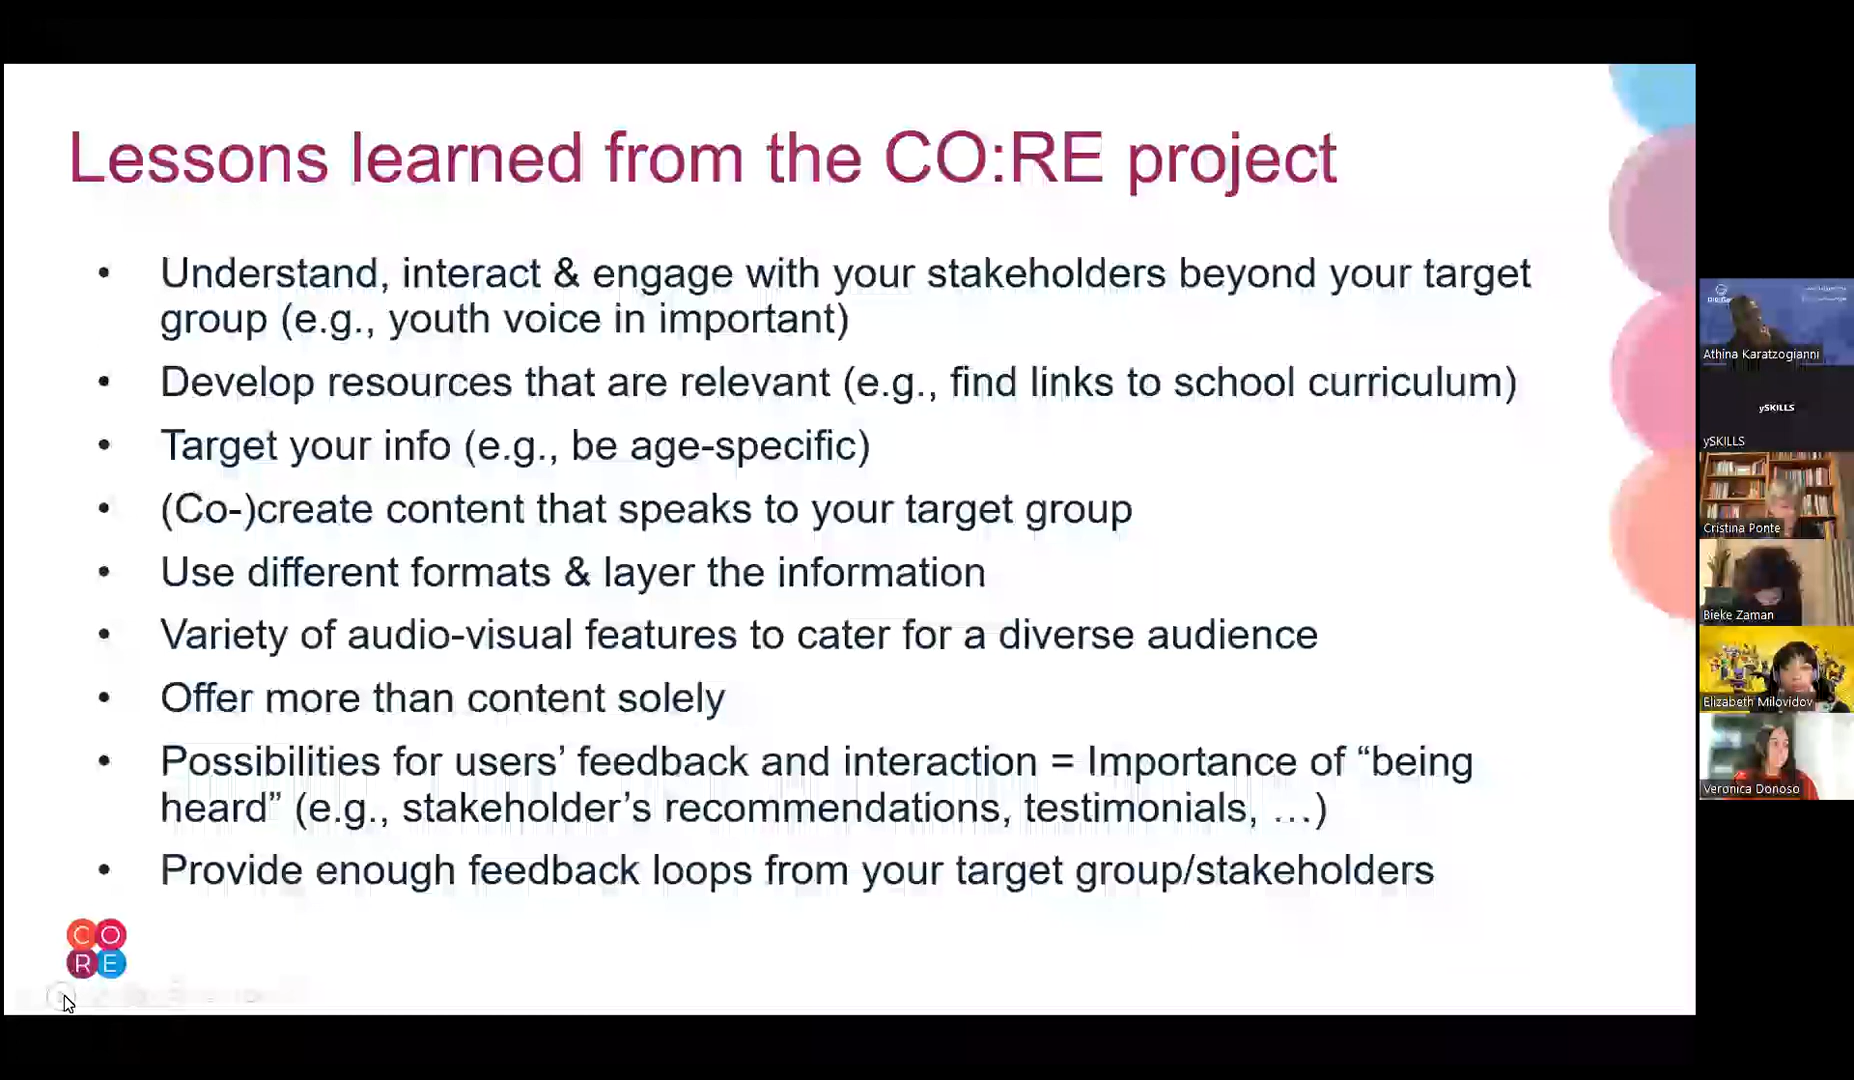 Lessons learned from the CO:RE project
• Understand, interact & engage with your stakeholders beyond your target
group (e.g., youth voice in important)
• Develop resources that are relevant (e.g., find links to school curriculum)
• Target your info (e.g., be age-specific)
• (Co-)create content that speaks to your target group
• Use different formats & layer the information
• Variety of audio-visual features to cater for a diverse audience
• Offer more than content solely
• Possibilities for users’ feedback and interaction = Importance of “being
heard” (e.g., stakeholder’s recommendations, testimonials, …)
• Provide enough feedback loops from your target group/stakeholders
CO
RE
Athina Karatzogianni
ySKILLS
ySKILLS
Cristina Ponte
Bieke Zaman
Elizabeth Milovidov
Veronica Donoso